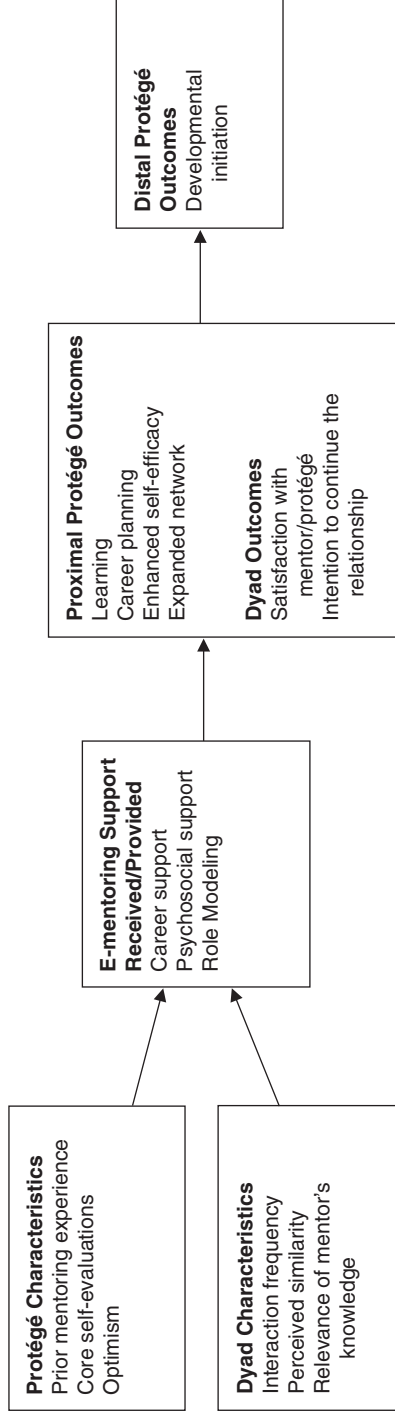 Protégé Characteristics
Prior mentoring experience
Core self-evaluations
Optimism
Dyad Characteristics
Interaction frequency
Perceived similarity
Relevance of mentor's
knowledge
E-mentoring Support
Received/Provided
Career support
Psychosocial support
Role Modeling
Proximal Protégé Outcomes
Learning
Career planning
Enhanced self-efficacy
Expanded network
Dyad Outcomes
Satisfaction with
mentor/protégé
Intention to continue the
relationship
Distal Protégé
Outcomes
Developmental
initiation